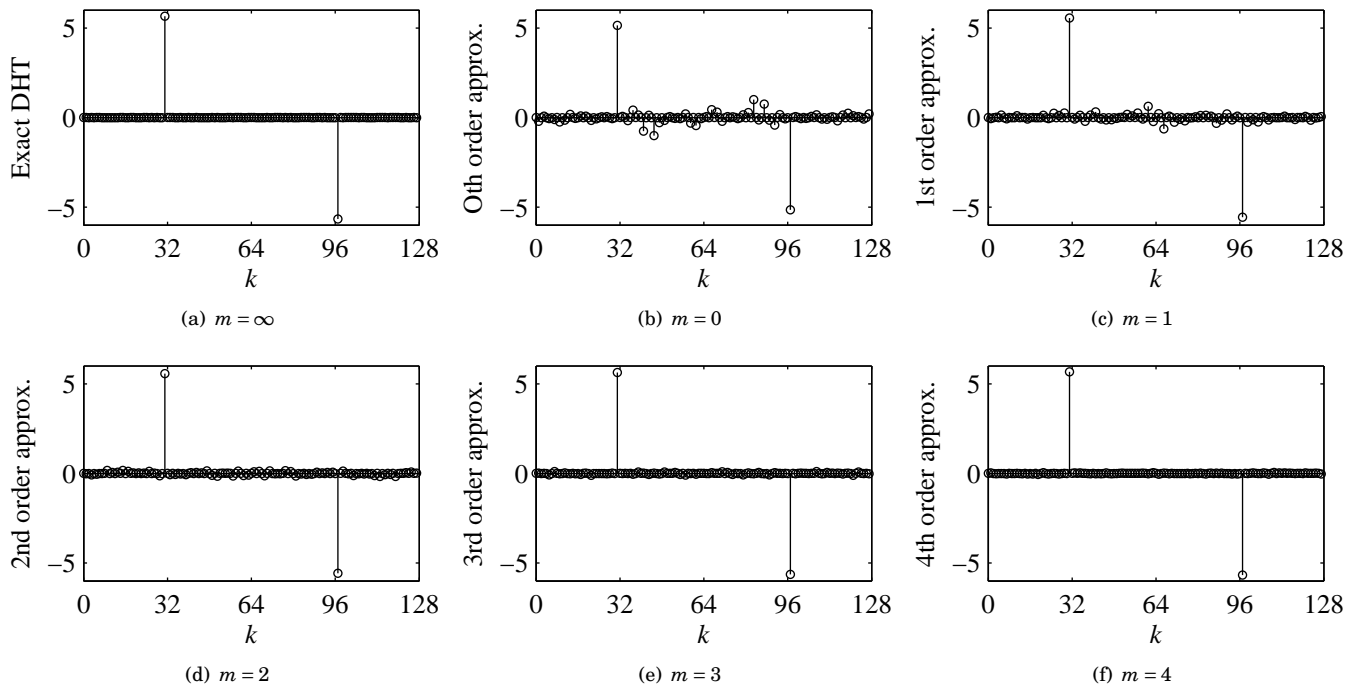 Exact DHT
5
0
−5
0 32 64 96 128
k
(a) m = ∞
Oth order approx.
5
0
−5
0 32 64 96 128
k
(b) m = 0
1st order approx.
5
0
−5
0 32 64 96 128
k
(c) m = 1
2nd order approx.
5
0
−5
0 32 64 96 128
k
(d) m = 2
3rd order approx.
5
0
−5
0 32 64 96 128
k
(e) m = 3
4th order approx.
5
0
−5
0 32 64 96 128
k
(f) m = 4